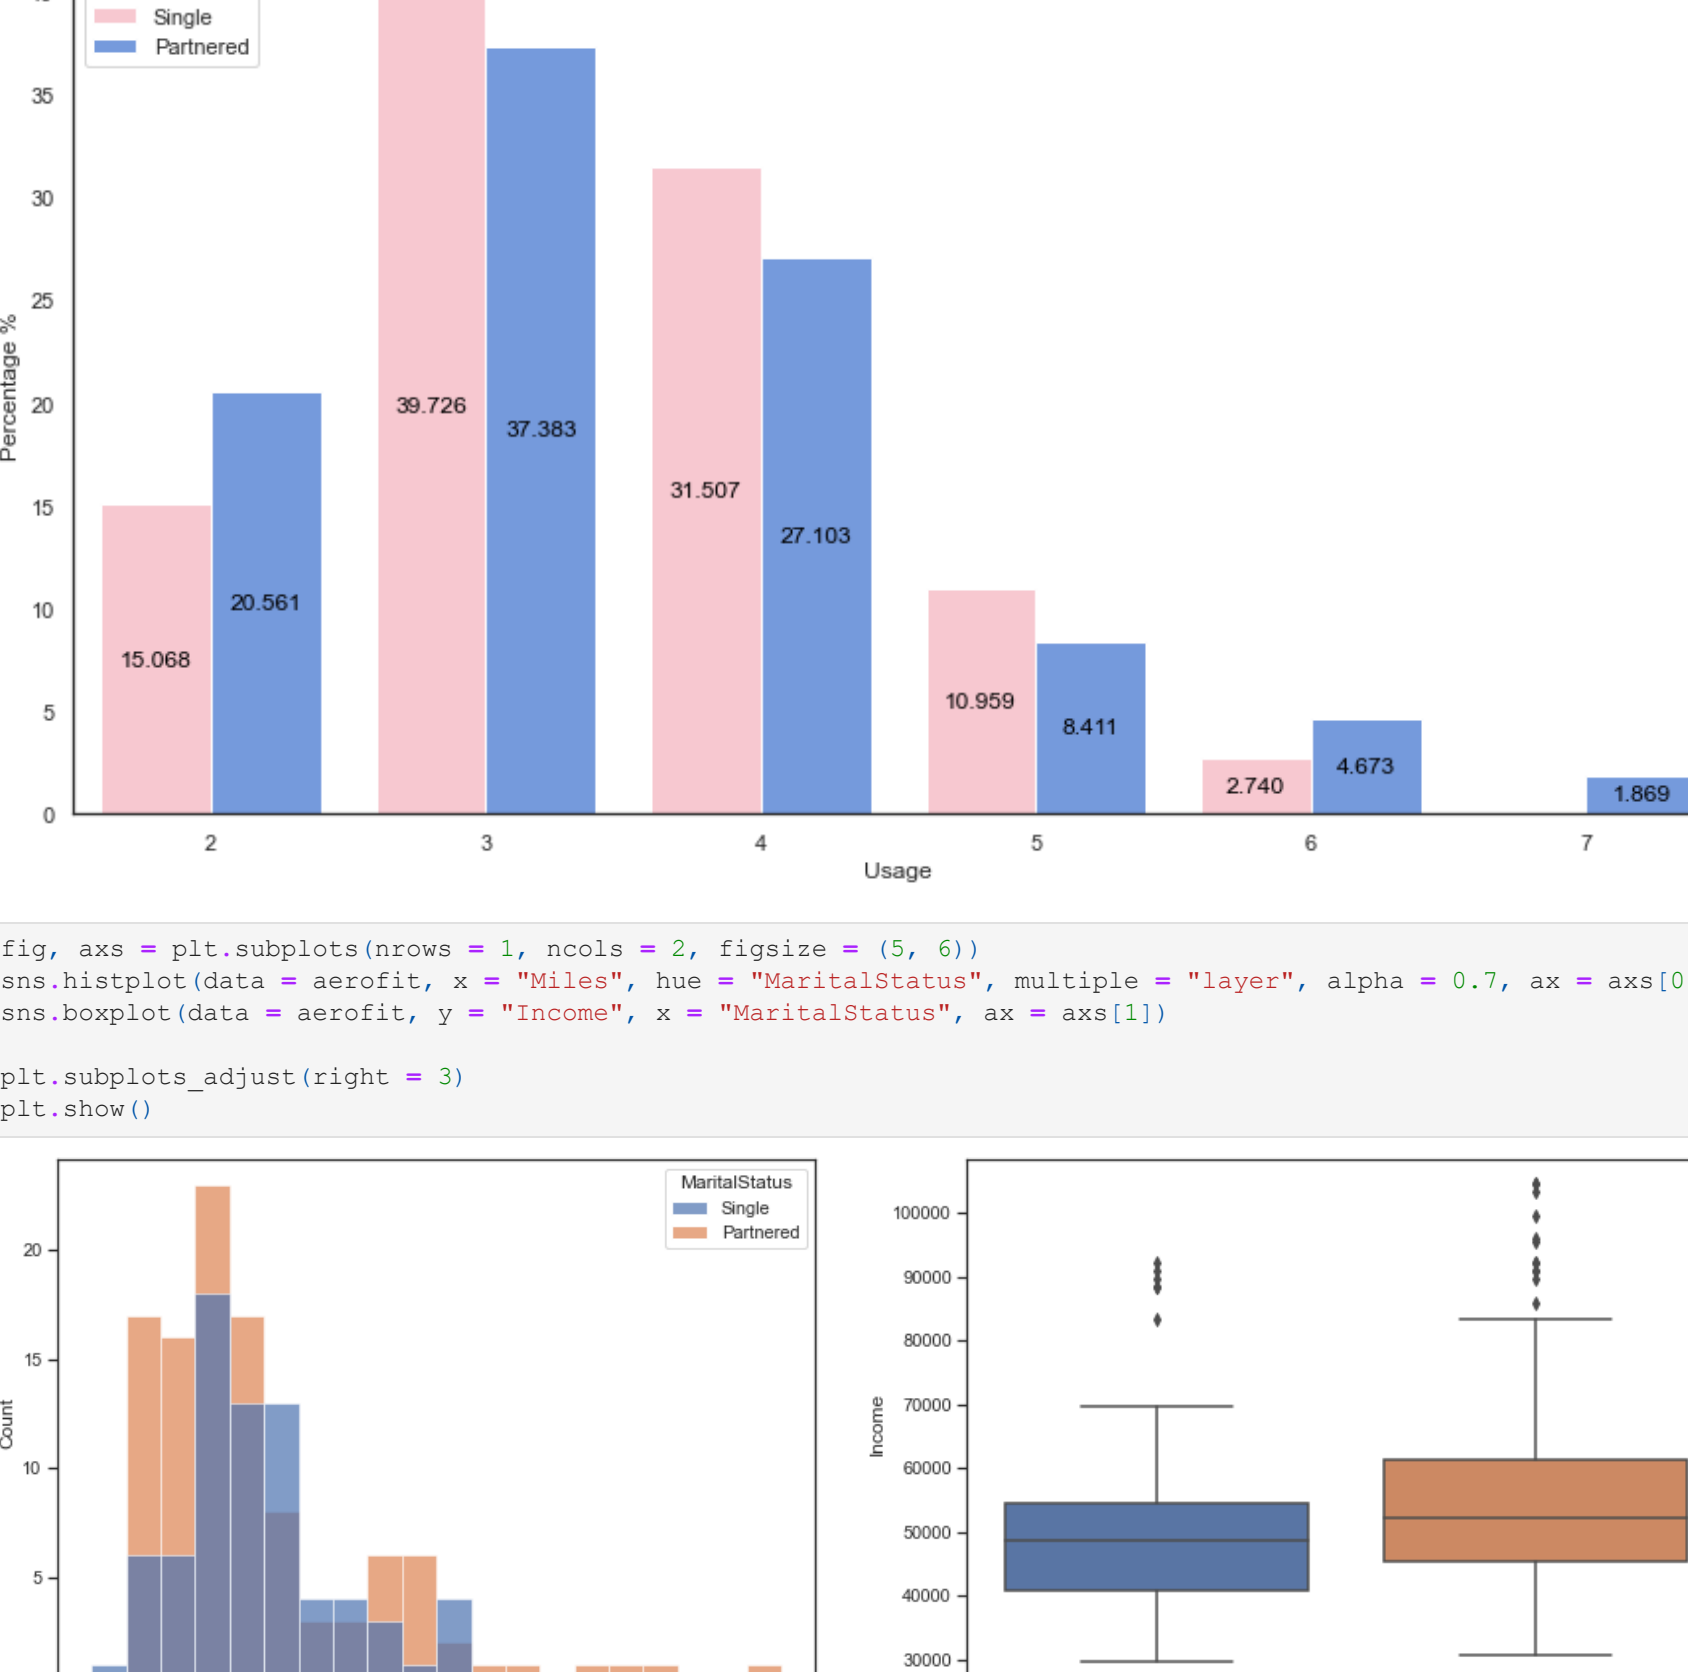 Single
Partnered
35
30
25
20
15
10
5
0
Percentage %
15.068
20.561
39.726
37.383
31.507
27.103
10.959
8.411
2.740
4.673
1.869
2 3 4 5 6 7
Usage
fig, axs = plt.subplots(nrows = 1, ncols = 2, figsize = (5, 6))
sns.histplot(data = aerofit, x = "Miles", hue = "MaritalStatus", multiple = "layer", alpha = 0.7, ax = axs[0
sns.boxplot(data = aerofit, y = "Income", x = "MaritalStatus", ax = axs[1])
plt.subplots_adjust(right = 3)
plt.show()
MaritalStatus
Single
Partnered
20
15
10
5
Count
100000
90000
80000
70000
60000
50000
40000
30000
Income